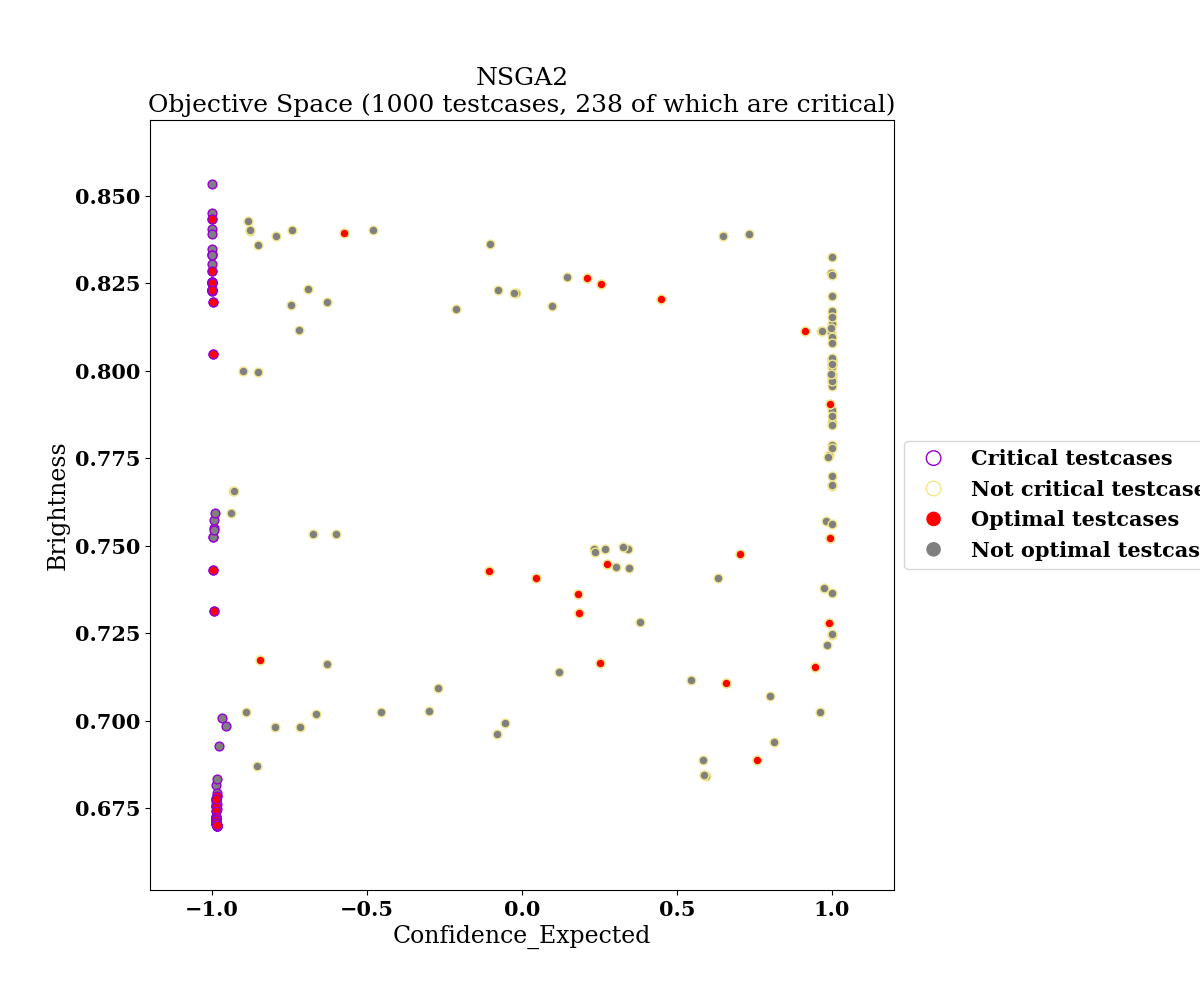 NSGA2
Objective Space (1000 testcases, 238 of which are critical)
0.850
0.825
0.800
0.775
0.750
0.725
0.700
0.675
Brightness
−1.0
−0.5
0.0
0.5
1.0
Confidence_Expected
Critical testcases
Not critical testcase
Optimal testcases
Not optimal testcas